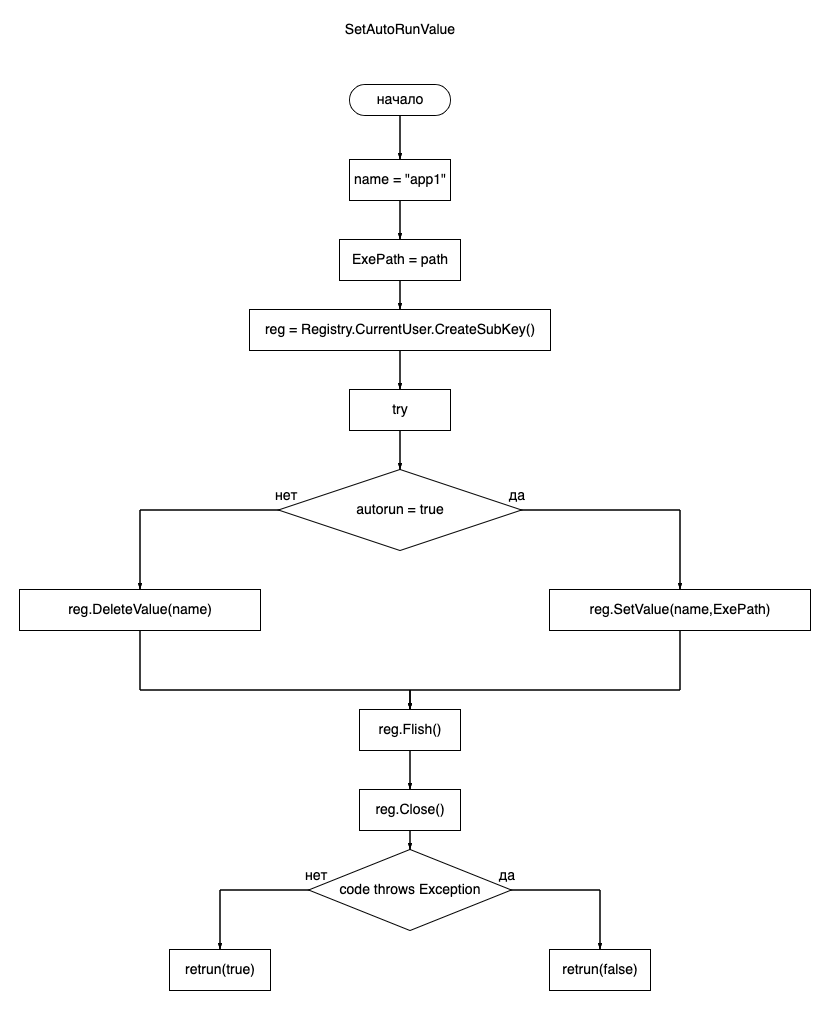 SetAutoRunValue
начало
name = "app1"
ExePath = path
reg = Registry.CurrentUser.CreateSubKey()
try
нет
да
autorun = true
reg.DeleteValue(name)
reg.SetValue(name,ExePath)
reg.Flish()
reg.Close()
нет
да
code throws Exception
retrun(true)
retrun(false)